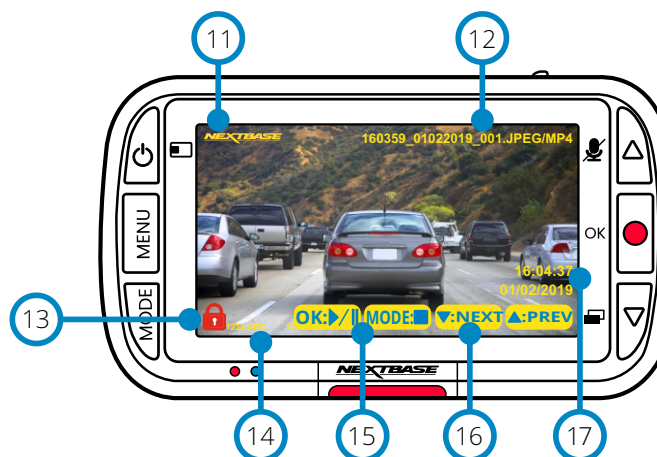 11
12
NEXTBASE
160359_01022019_001.JPEG/MP4
MENU
OK
16:04:37
01/02/2019
13
MODE
OK:▶/II
MODE:■
▼:NEXT
▲:PREV
NEXTBASE
14
15
16
17